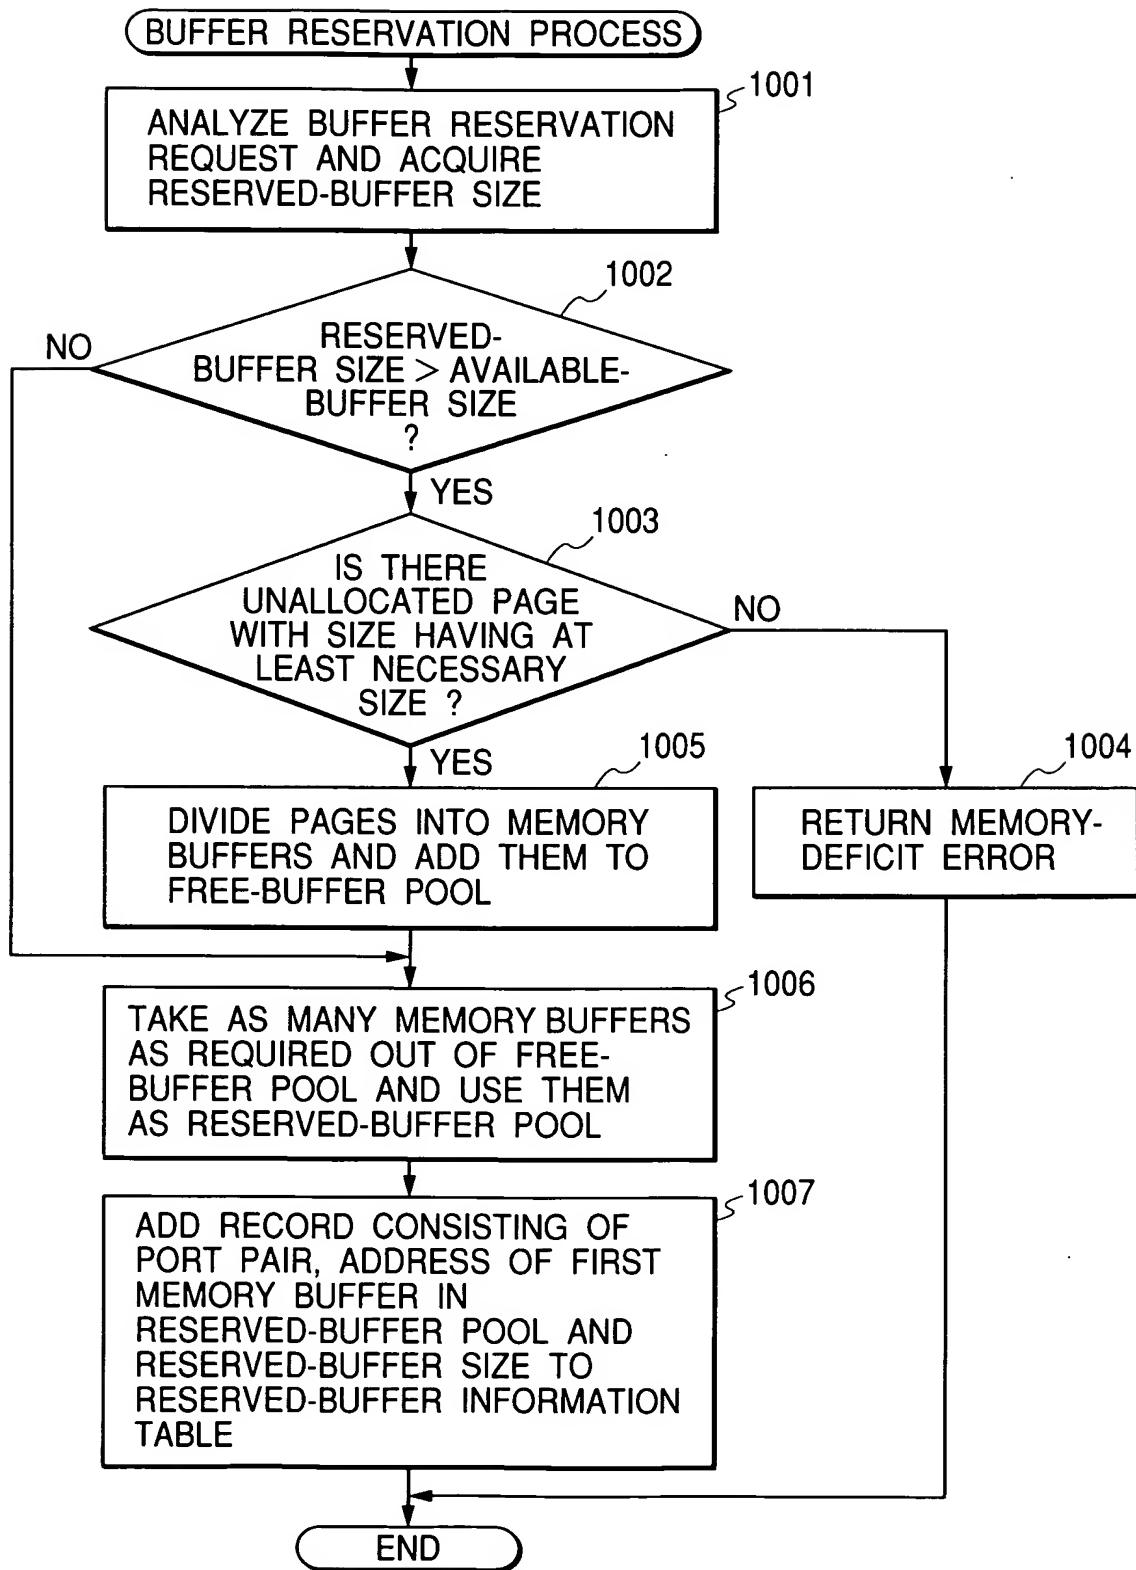 BUFFER RESERVATION PROCESS
1001
ANALYZE BUFFER RESERVATION
REQUEST AND ACQUIRE
RESERVED-BUFFER SIZE
1002
NO
RESERVED-
BUFFER SIZE > AVAILABLE-
BUFFER SIZE
?
YES
1003
IS THERE
UNALLOCATED PAGE
WITH SIZE HAVING AT
LEAST NECESSARY
SIZE ?
NO
YES
1005
1004
DIVIDE PAGES INTO MEMORY
BUFFERS AND ADD THEM TO
FREE-BUFFER POOL
RETURN MEMORY-
DEFICIT ERROR
1006
TAKE AS MANY MEMORY BUFFERS
AS REQUIRED OUT OF FREE-
BUFFER POOL AND USE THEM
AS RESERVED-BUFFER POOL
1007
ADD RECORD CONSISTING OF
PORT PAIR, ADDRESS OF FIRST
MEMORY BUFFER IN
RESERVED-BUFFER POOL AND
RESERVED-BUFFER SIZE TO
RESERVED-BUFFER INFORMATION
TABLE
END